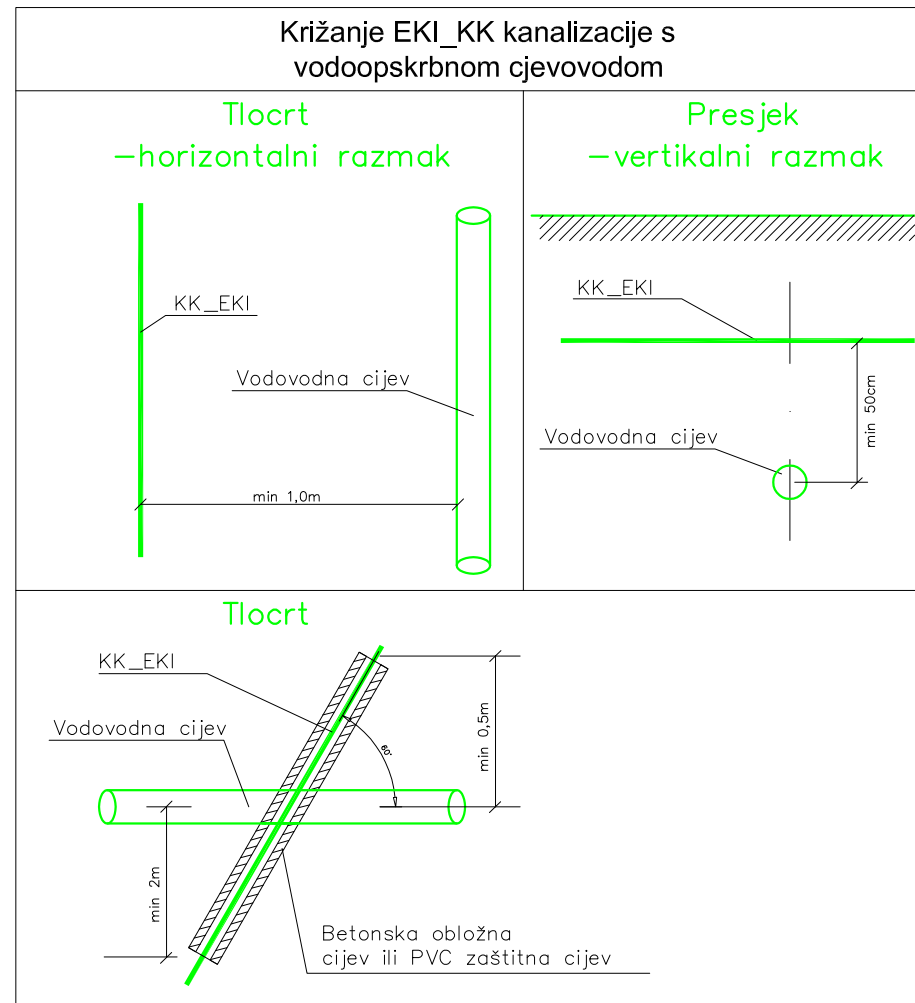 Križanje EKI_KK kanalizacije s
vodoopskrbnom cjevovodom
Tlocrt
-horizontalni razmak
KK_EKI
Vodovodna cijev
min 1,0m
Presjek
-vertikalni razmak
KK_EKI
min 50cm
Vodovodna cijev
Tlocrt
KK_EKI
Vodovodna cijev
60°
min 0,5m
min 2m
Betonska obložna
cijev ili PVC zaštitna cijev